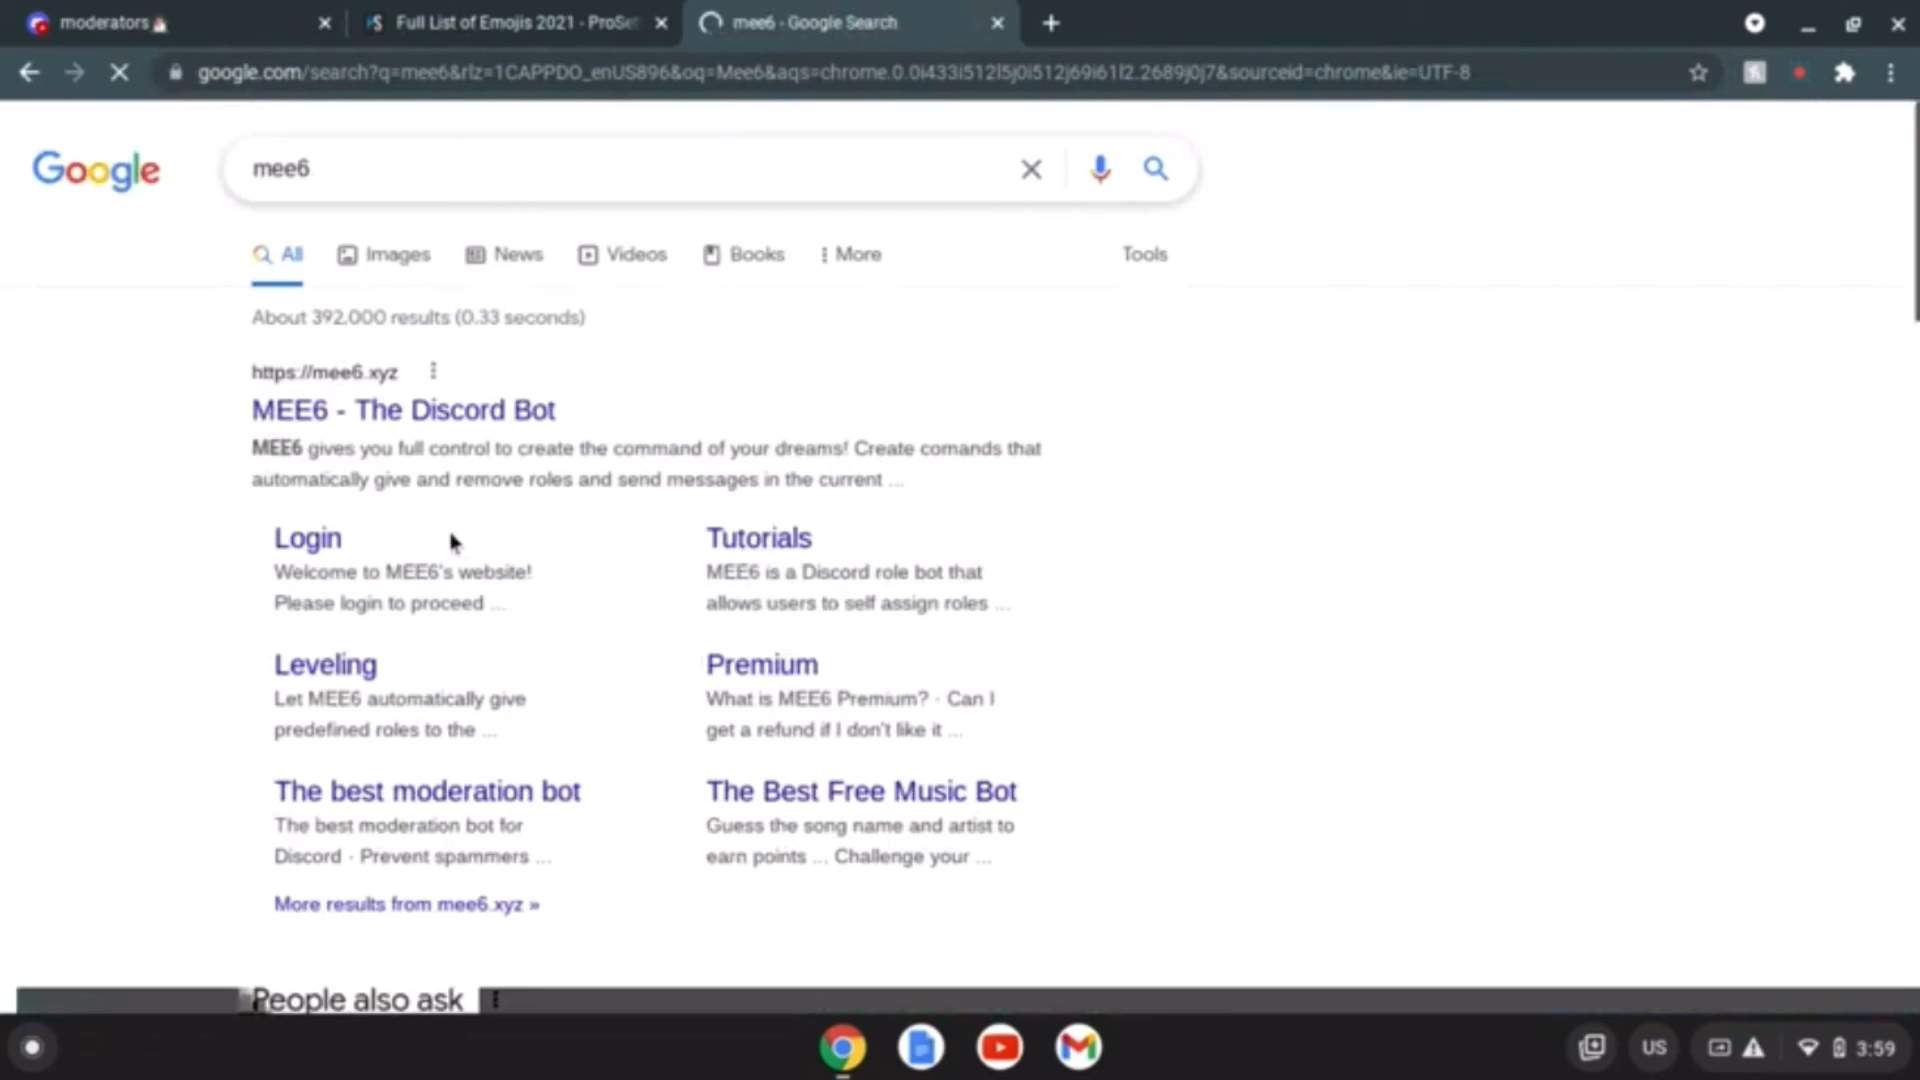 moderators
Full List of Emojis 2021 - ProSe
mee6 - Google Search
google.com/search?q=mee6&rlz=1CAPPDO_enUS896&oq=Mee6&aqs=chrome.0.0i433i512l5j0i512j69i61l2.2689j0j7&sourceid=chrome&ie=UTF-8
Google
mee6
All Images News Videos Books More Tools
About 392,000 results (0.33 seconds)
https://mee6.xyz
MEE6 - The Discord Bot
MEE6 gives you full control to create the command of your dreams! Create comands that
automatically give and remove roles and send messages in the current ...
Login
Welcome to MEE6's website!
Please login to proceed ...
Tutorials
MEE6 is a Discord role bot that
allows users to self assign roles ...
Leveling
Let MEE6 automatically give
predefined roles to the ...
Premium
What is MEE6 Premium? · Can I
get a refund if I don't like it ...
The best moderation bot
The best moderation bot for
Discord · Prevent spammers ...
The Best Free Music Bot
Guess the song name and artist to
earn points ... Challenge your ...
More results from mee6.xyz »
People also ask
US
3:59